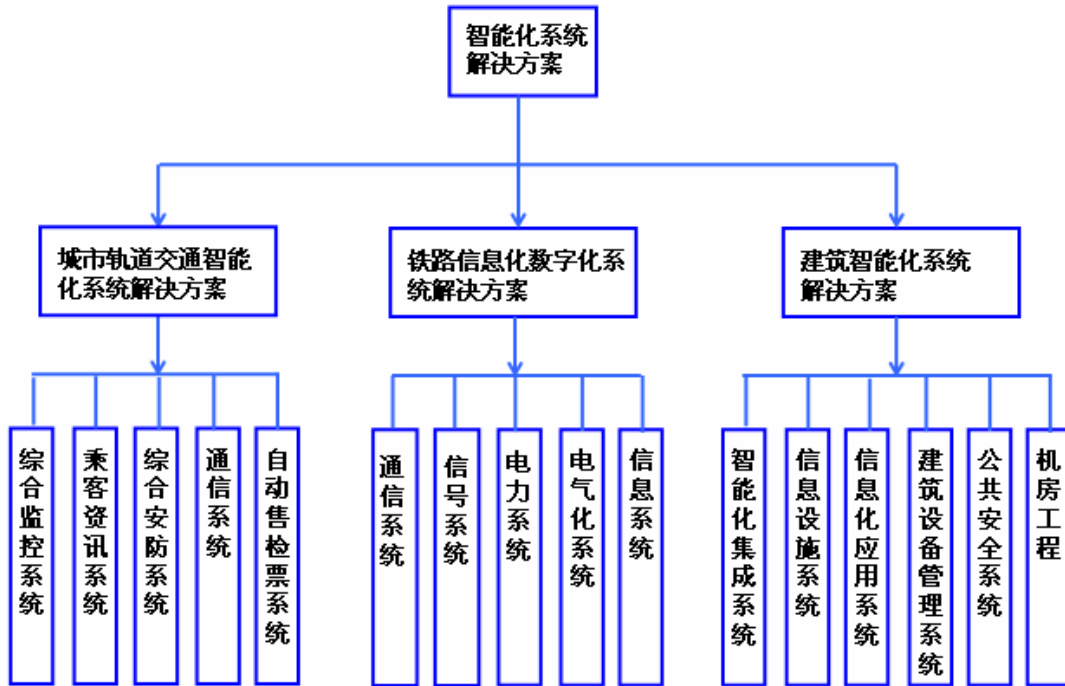 智能化系统
解决方案
城市轨道交通智能
化系统解决方案
铁路信息化数字化系
统解决方案
建筑智能化系统
解决方案
综合监控系统
乘客资讯系统
综合安防系统
通信系统
自动售检票系统
通信系统
信号系统
电力系统
电气化系统
信息系统
智能化集成系统
信息设施系统
信息化应用系统
建筑设备管理系统
公共安全系统
机房工程